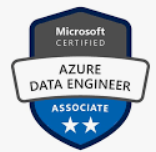 Microsoft
CERTIFIED
AZURE
DATA ENGINEER
ASSOCIATE